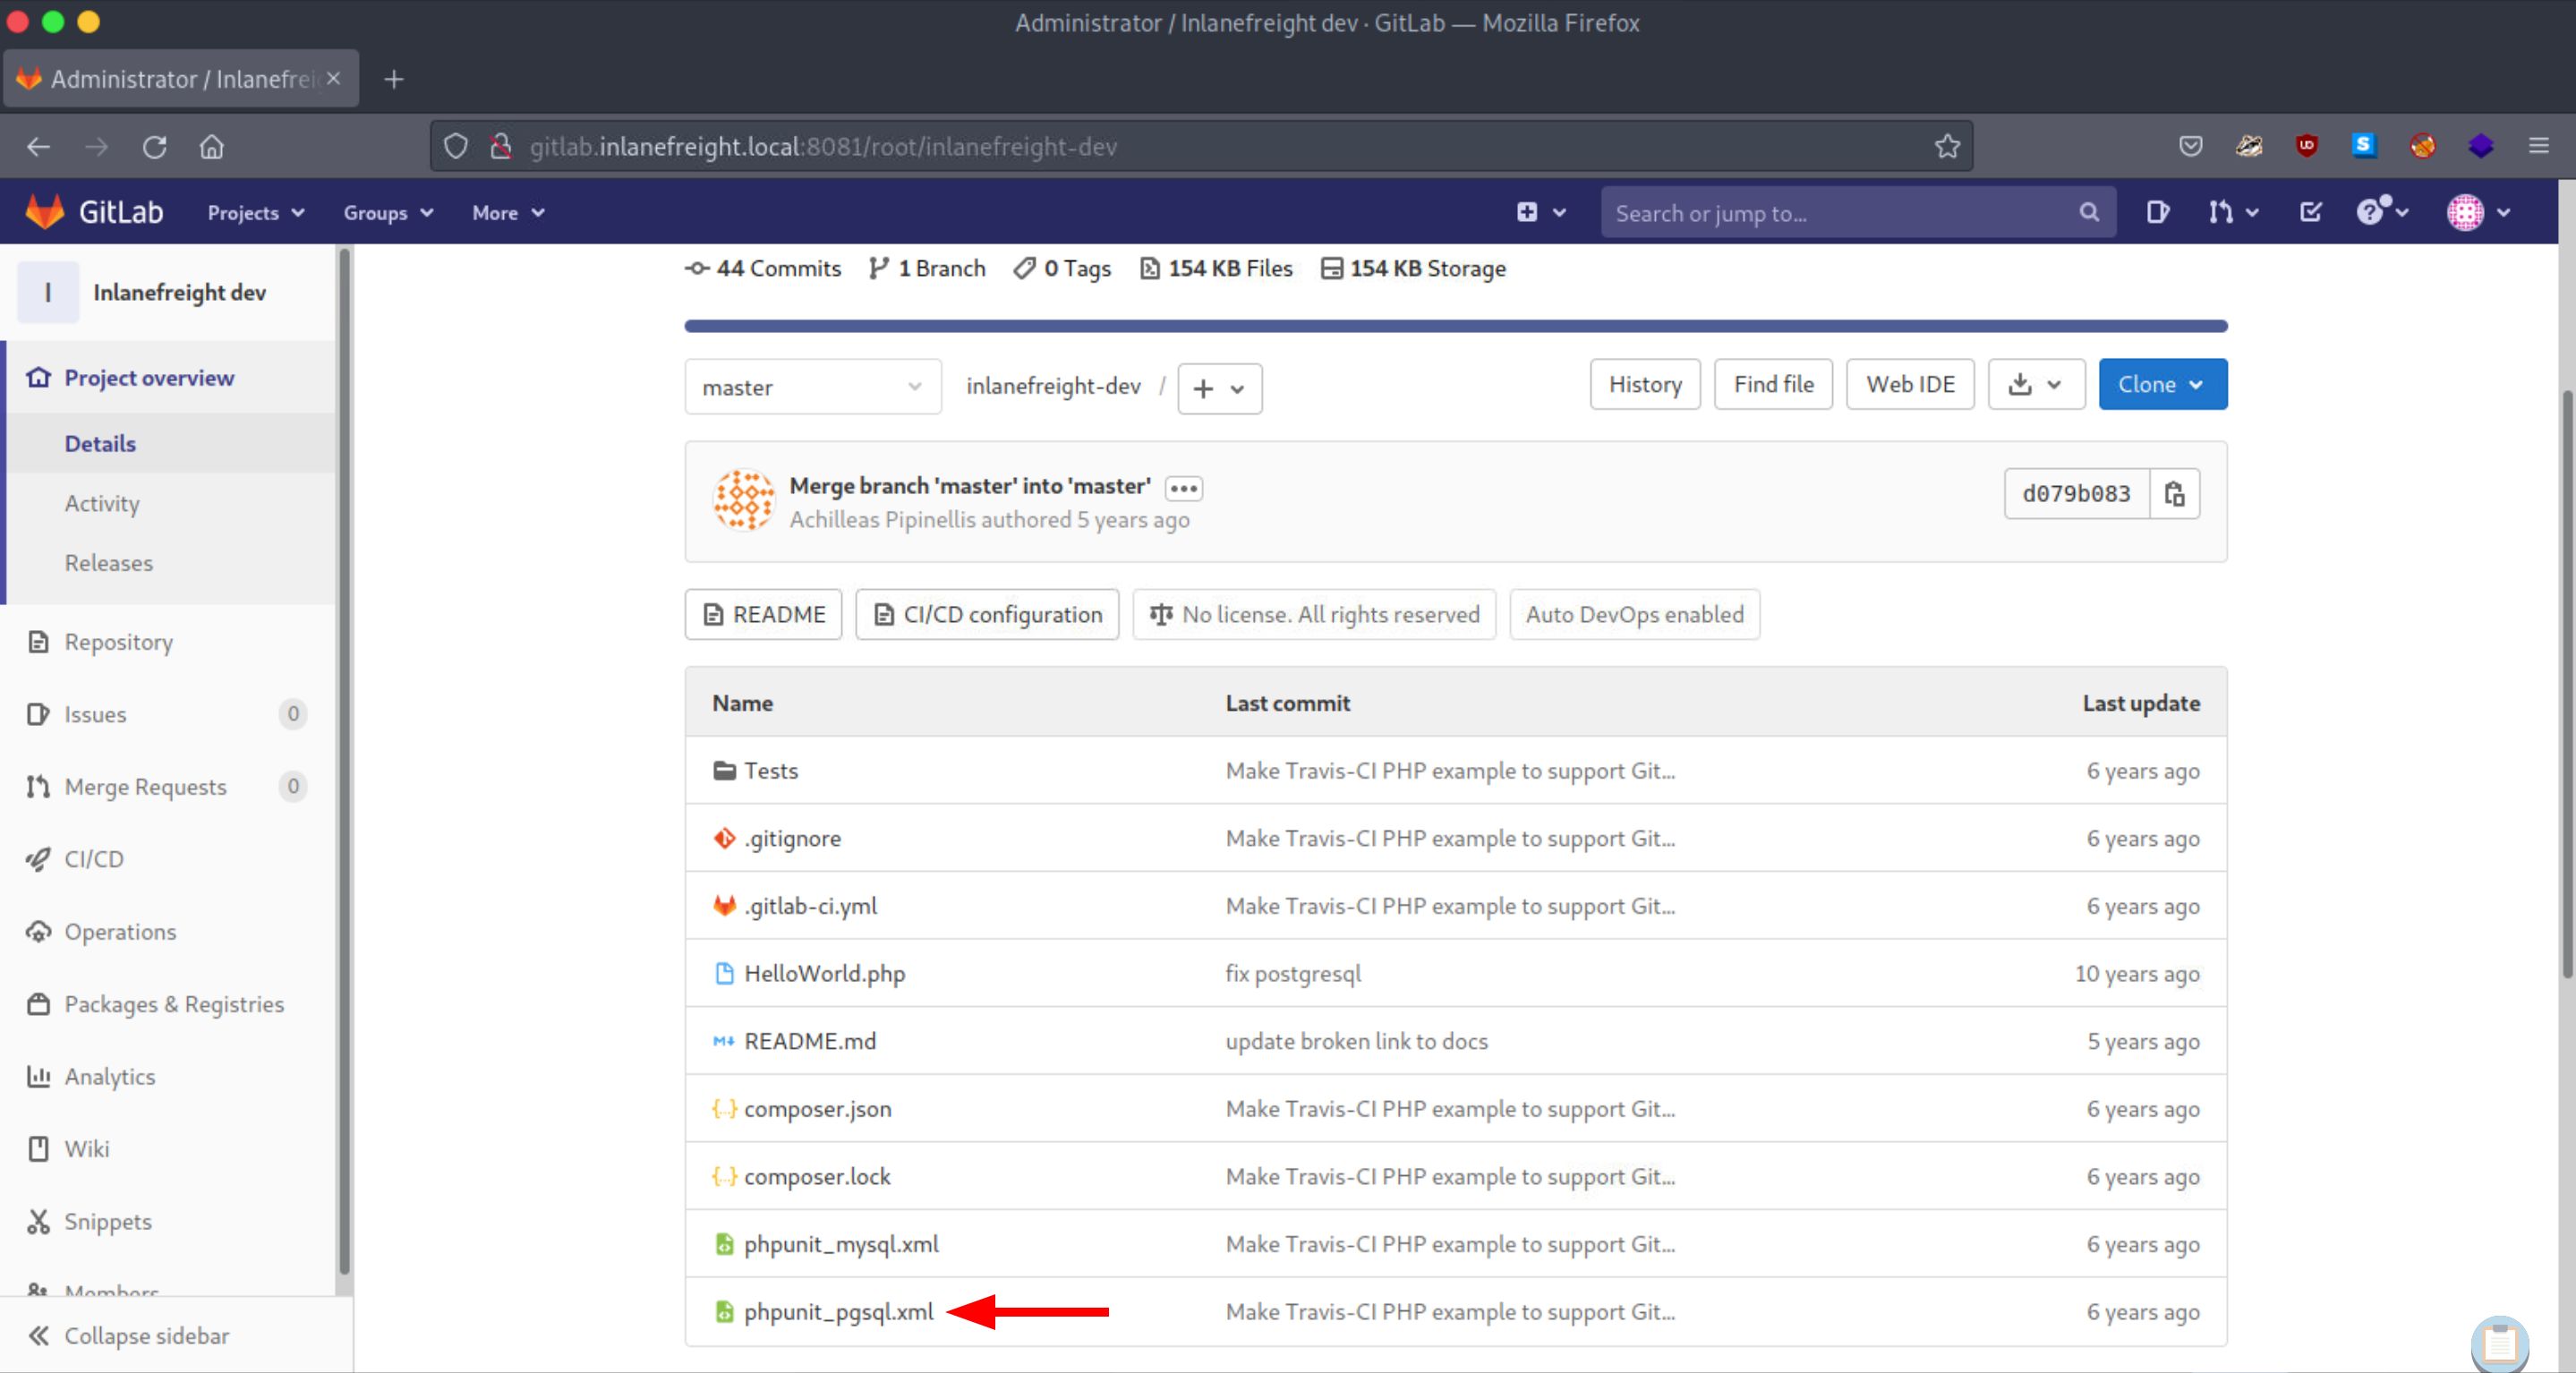 Administrator / Inlanefreight dev · GitLab — Mozilla Firefox
Administrator / Inlanefrei
gitlab.inlanefreight.local:8081/root/inlanefreight-dev
GitLab Projects Groups More Search or jump to...
I Inlanefreight dev
Project overview
Details
Activity
Releases
Repository
Issues 0
Merge Requests 0
CI/CD
Operations
Packages & Registries
Analytics
Wiki
Snippets
Members
Collapse sidebar
44 Commits 1 Branch 0 Tags 154 KB Files 154 KB Storage
master inlanefreight-dev / + History Find file Web IDE Clone
Merge branch 'master' into 'master' d079b083
Achilleas Pipinellis authored 5 years ago
README CI/CD configuration No license. All rights reserved Auto DevOps enabled
Name Last commit Last update
Tests Make Travis-CI PHP example to support Git... 6 years ago
.gitignore Make Travis-CI PHP example to support Git... 6 years ago
.gitlab-ci.yml Make Travis-CI PHP example to support Git... 6 years ago
HelloWorld.php fix postgresql 10 years ago
README.md update broken link to docs 5 years ago
composer.json Make Travis-CI PHP example to support Git... 6 years ago
composer.lock Make Travis-CI PHP example to support Git... 6 years ago
phpunit_mysql.xml Make Travis-CI PHP example to support Git... 6 years ago
phpunit_pgsql.xml Make Travis-CI PHP example to support Git... 6 years ago